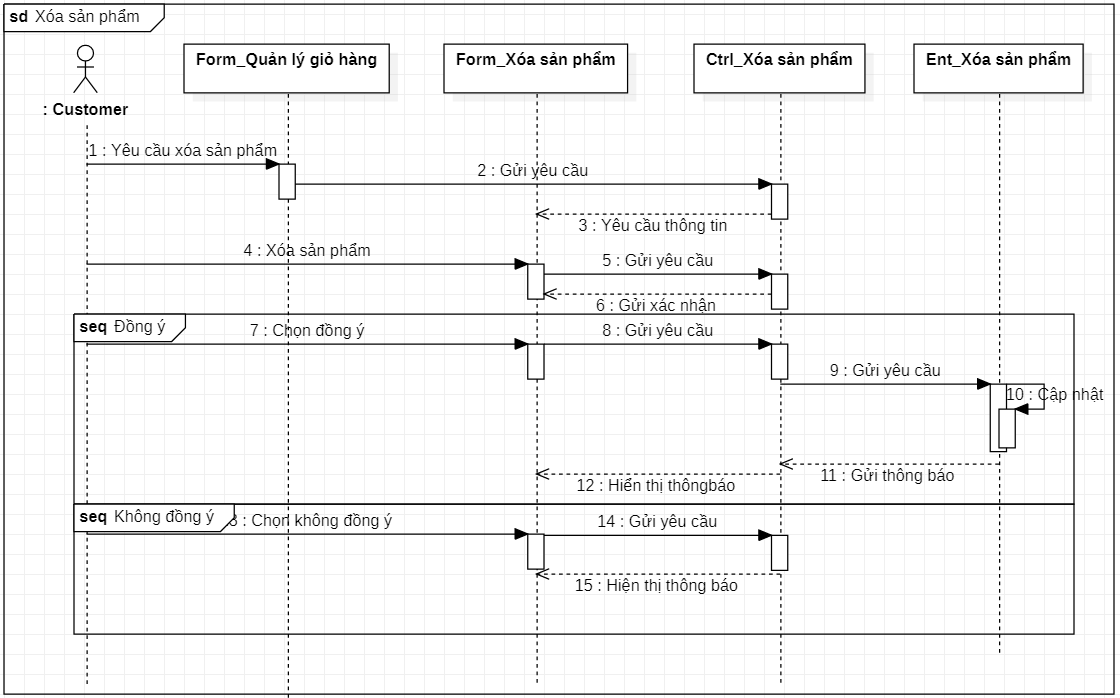 sd Xóa sản phẩm
Form_Quản lý giỏ hàng
Form_Xóa sản phẩm
Ctrl_Xóa sản phẩm
Ent_Xóa sản phẩm
: Customer
1 : Yêu cầu xóa sản phẩm
2 : Gửi yêu cầu
3 : Yêu cầu thông tin
4 : Xóa sản phẩm
5 : Gửi yêu cầu
6 : Gửi xác nhận
seq Đồng ý
7 : Chọn đồng ý
8 : Gửi yêu cầu
9 : Gửi yêu cầu
10 : Cập nhật
11 : Gửi thông báo
12 : Hiển thị thôngbáo
seq Không đồng ý
3 : Chọn không đồng ý
14 : Gửi yêu cầu
15 : Hiện thị thông báo